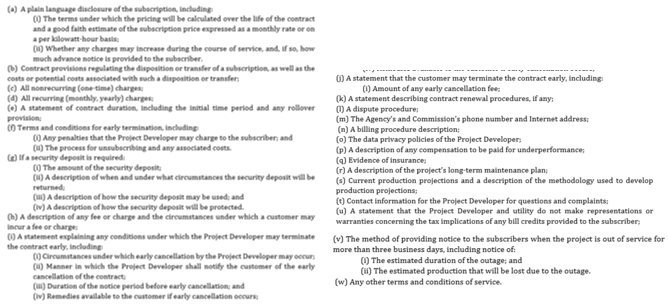 (a) A plain language disclosure of the subscription, including:
(i) The terms under which the pricing will be calculated over the life of the contract
and a good faith estimate of the subscription price expressed as a monthly rate or on
a per kilowatt-hour basis;
(ii) Whether any charges may increase during the course of service, and, if so, how
much advance notice is provided to the subscriber.
(b) Contract provisions regulating the disposition or transfer of a subscription, as well as the
costs or potential costs associated with such a disposition or transfer;
(c) All nonrecurring (one-time) charges;
(d) All recurring (monthly, yearly) charges;
(e) A statement of contract duration, including the initial time period and any rollover
provision;
(f) Terms and conditions for early termination, including:
(i) Any penalties that the Project Developer may charge to the subscriber; and
(ii) The process for unsubscribing and any associated costs.
(g) If a security deposit is required:
(i) The amount of the security deposit;
(ii) A description of when and under what circumstances the security deposit will be
returned;
(iii) A description of how the security deposit may be used; and
(iv) A description of how the security deposit will be protected.
(h) A description of any fee or charge and the circumstances under which a customer may
incur a fee or charge;
(i) A statement explaining any conditions under which the Project Developer may terminate
the contract early, including:
(i) Circumstances under which early cancellation by the Project Developer may occur;
(ii) Manner in which the Project Developer shall notify the customer of the early
cancellation of the contract;
(iii) Duration of the notice period before early cancellation; and
(iv) Remedies available to the customer if early cancellation occurs;
(j) A statement that the customer may terminate the contract early, including:
(i) Amount of any early cancellation fee;
(k) A statement describing contract renewal procedures, if any;
(l) A dispute procedure;
(m) The Agency's and Commission's phone number and Internet address;
(n) A billing procedure description;
(o) The data privacy policies of the Project Developer;
(p) A description of any compensation to be paid for underperformance;
(q) Evidence of insurance;
(r) A description of the project's long-term maintenance plan;
(s) Current production projections and a description of the methodology used to develop
production projections;
(t) Contact information for the Project Developer for questions and complaints;
(u) A statement that the Project Developer and utility do not make representations or
warranties concerning the tax implications of any bill credits provided to the subscriber;
(v) The method of providing notice to the subscribers when the project is out of service for
more than three business days, including notice of:
(i) The estimated duration of the outage; and
(ii) The estimated production that will be lost due to the outage.
(w) Any other terms and conditions of service.